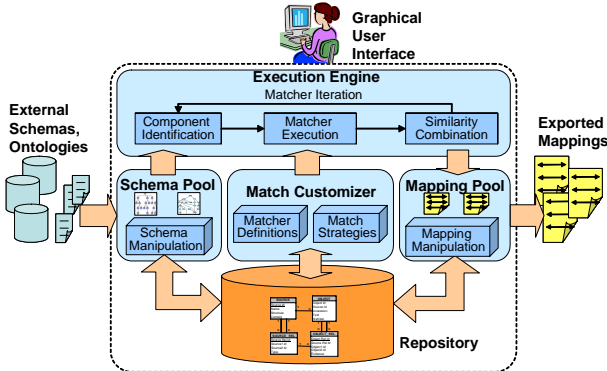 Graphical
User
Interface
Execution Engine
Matcher Iteration
Component
Identification
Matcher
Execution
Similarity
Combination
External
Schemas,
Ontologies
Exported
Mappings
Schema Pool
Match Customizer
Mapping Pool
Schema
Manipulation
Matcher
Definitions
Match
Strategies
Mapping
Manipulation
Repository